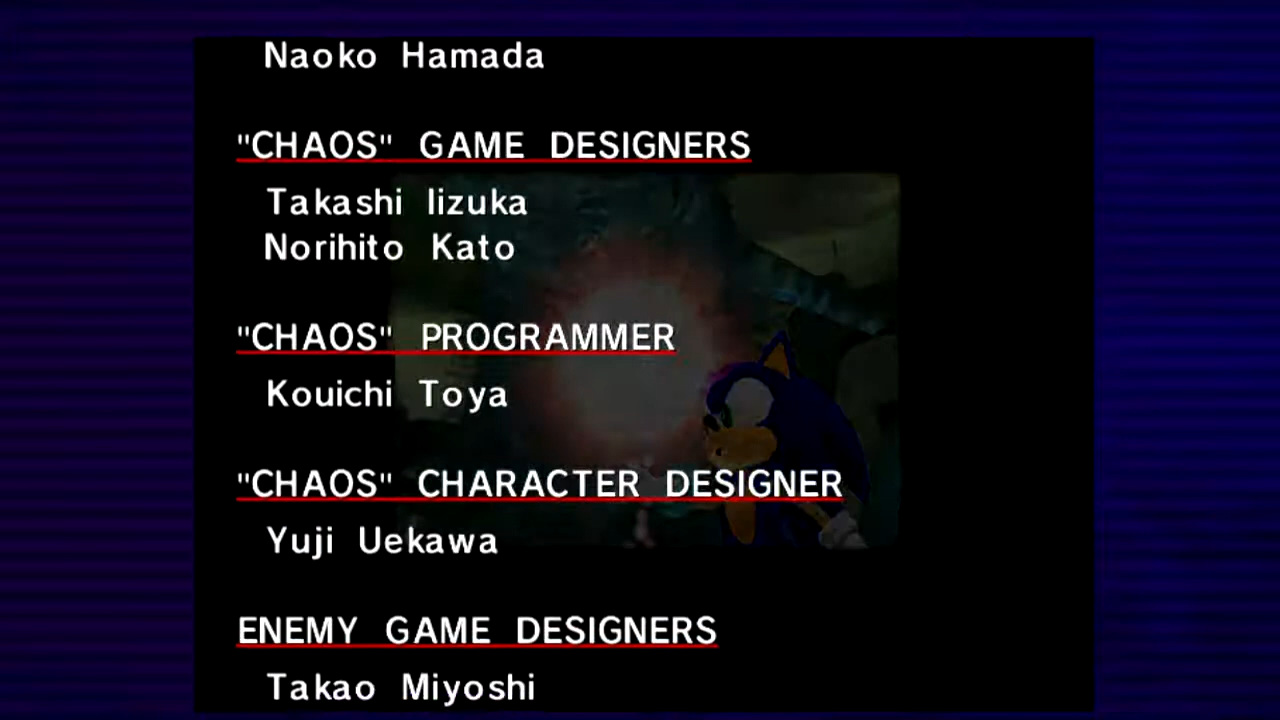 Naoko Hamada
"CHAOS" GAME DESIGNERS
Takashi Iizuka
Norihito Kato
"CHAOS" PROGRAMMER
Kouichi Toya
"CHAOS" CHARACTER DESIGNER
Yuji Uekawa
ENEMY GAME DESIGNERS
Takao Miyoshi